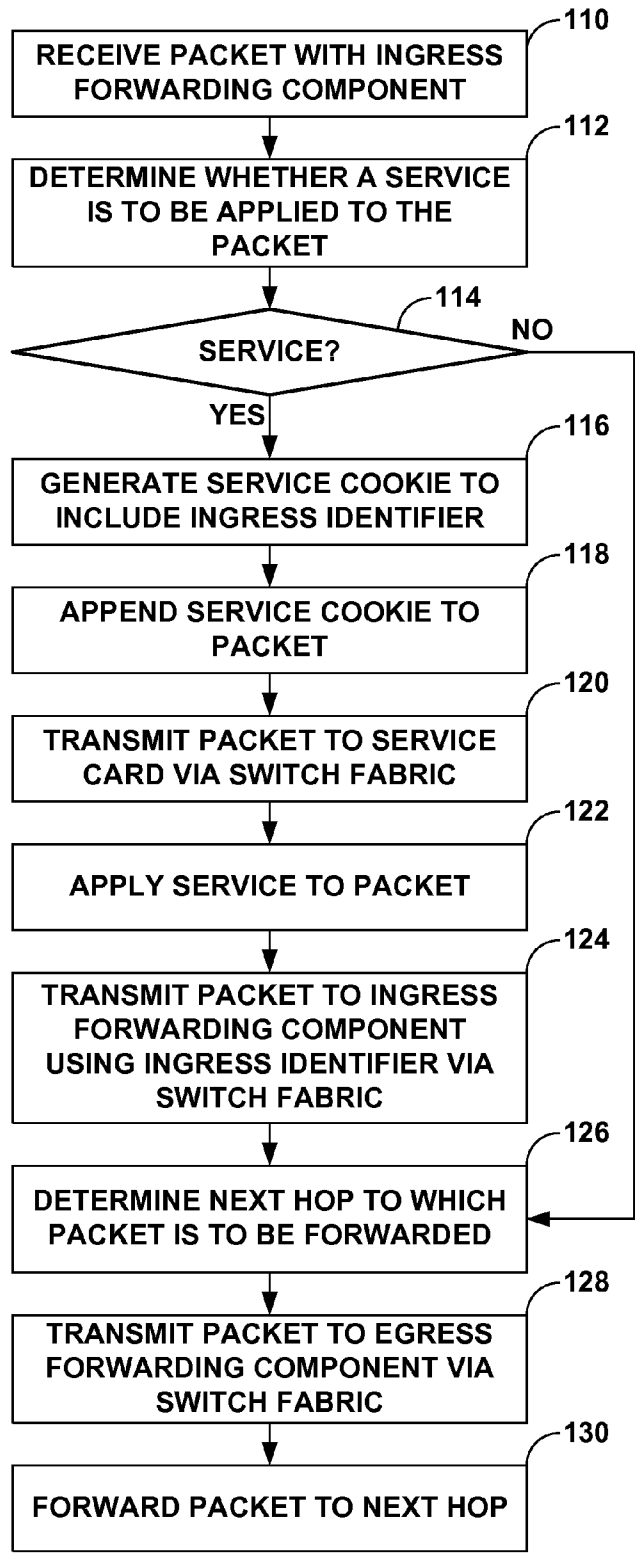 110
RECEIVE PACKET WITH INGRESS
FORWARDING COMPONENT
112
DETERMINE WHETHER A SERVICE
IS TO BE APPLIED TO THE
PACKET
114
SERVICE?
NO
YES
116
GENERATE SERVICE COOKIE TO
INCLUDE INGRESS IDENTIFIER
118
APPEND SERVICE COOKIE TO
PACKET
120
TRANSMIT PACKET TO SERVICE
CARD VIA SWITCH FABRIC
122
APPLY SERVICE TO PACKET
124
TRANSMIT PACKET TO INGRESS
FORWARDING COMPONENT
USING INGRESS IDENTIFIER VIA
SWITCH FABRIC
126
DETERMINE NEXT HOP TO WHICH
PACKET IS TO BE FORWARDED
128
TRANSMIT PACKET TO EGRESS
FORWARDING COMPONENT VIA
SWITCH FABRIC
130
FORWARD PACKET TO NEXT HOP